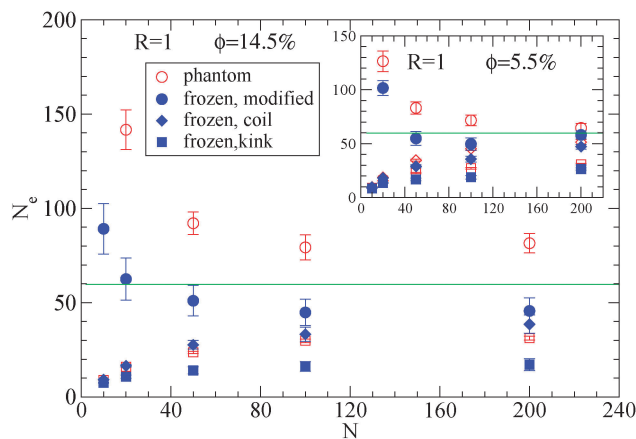 R=1 ϕ=14.5%
phantom
frozen, modified
frozen, coil
frozen,kink
R=1 ϕ=5.5%
150
100
50
0
0 40 80 120 160 200
200
150
100
50
0
0 40 80 120 160 200 240
N_e
N